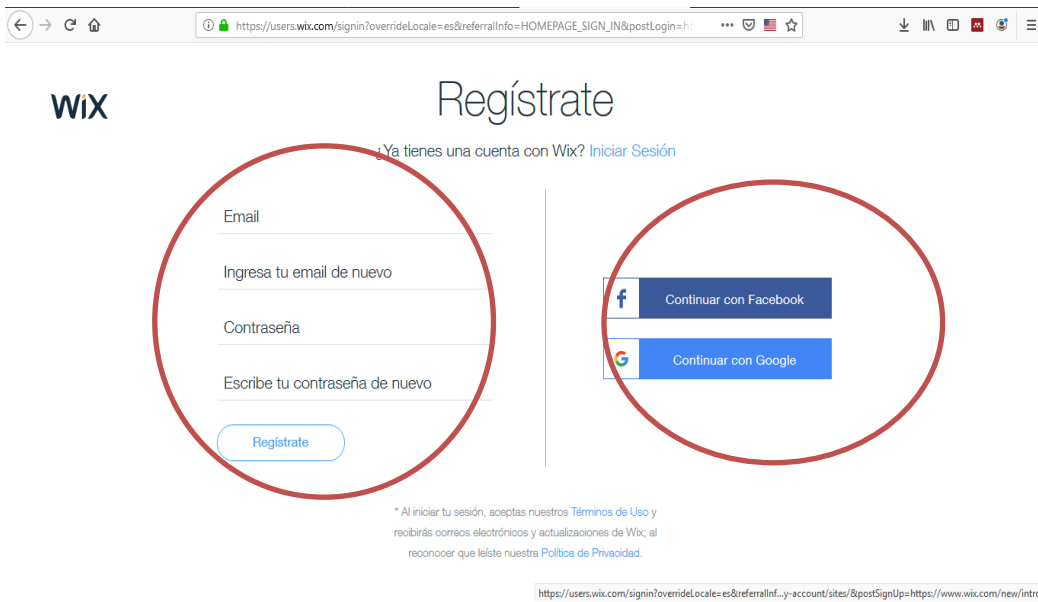 https://users.wix.com/signin?overrideLocale=es&referralInfo=HOMEPAGE_SIGN_IN&postLogin=ht
WiX
Regístrate
¿Ya tienes una cuenta con Wix? Iniciar Sesión
Email
Ingresa tu email de nuevo
Contraseña
Escribe tu contraseña de nuevo
Regístrate
f Continuar con Facebook
G Continuar con Google
* Al iniciar tu sesión, aceptas nuestros Términos de Uso y
recibirás correos electrónicos y actualizaciones de Wix; al
reconocer que leíste nuestra Política de Privacidad.
https://users.wix.com/signin?overrideLocale=es&referralInf...y-account/sites/&postSignUp=https://www.wix.com/new/intro